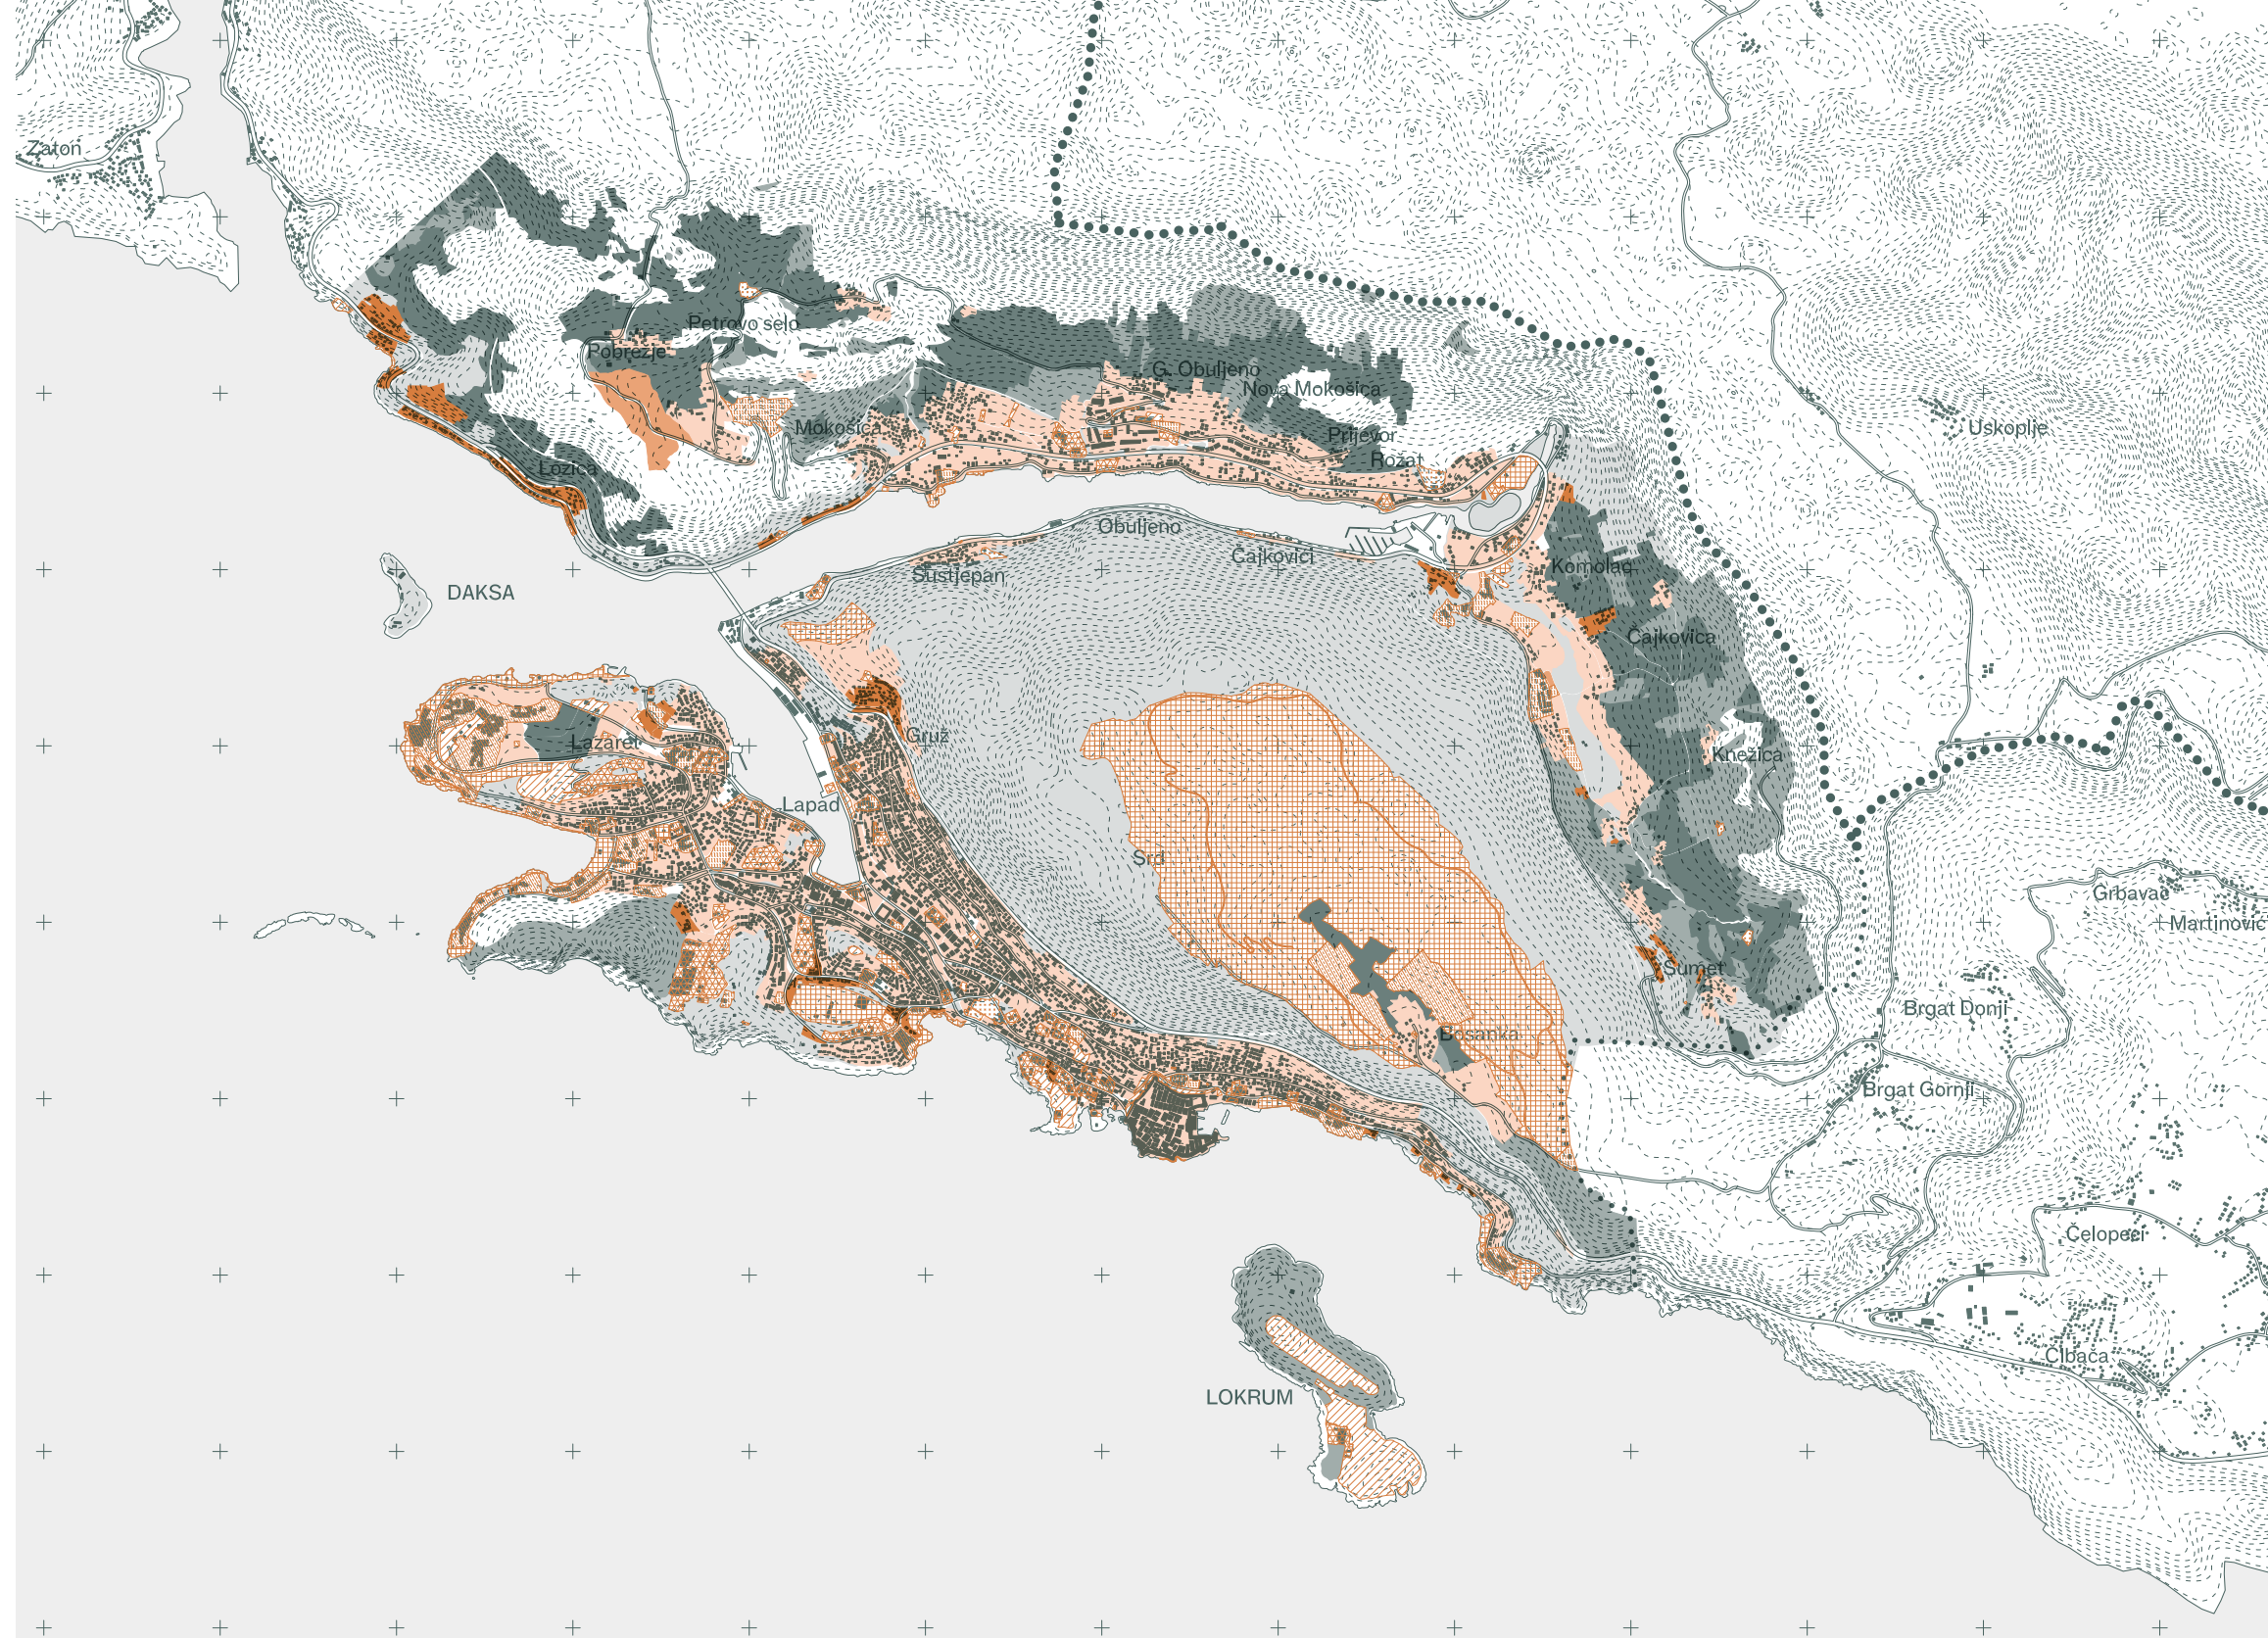 Zaton
Petrovo selo
Pobrežje
G. Obuljeno
Nova Mokošica
Mokošica
Prijevor
Rožat
Uskoplje
Lozica
Obuljeno
Čajkovići
Sustjepan
Komolac
DAKSA
Čajkovica
Gruž
Lazaret
Knežica
Lapad
Srđ
Grbavac
Martinović
Šumet
Brgat Donji
Bosanka
Brgat Gornji
Čelopeci
Čibača
LOKRUM